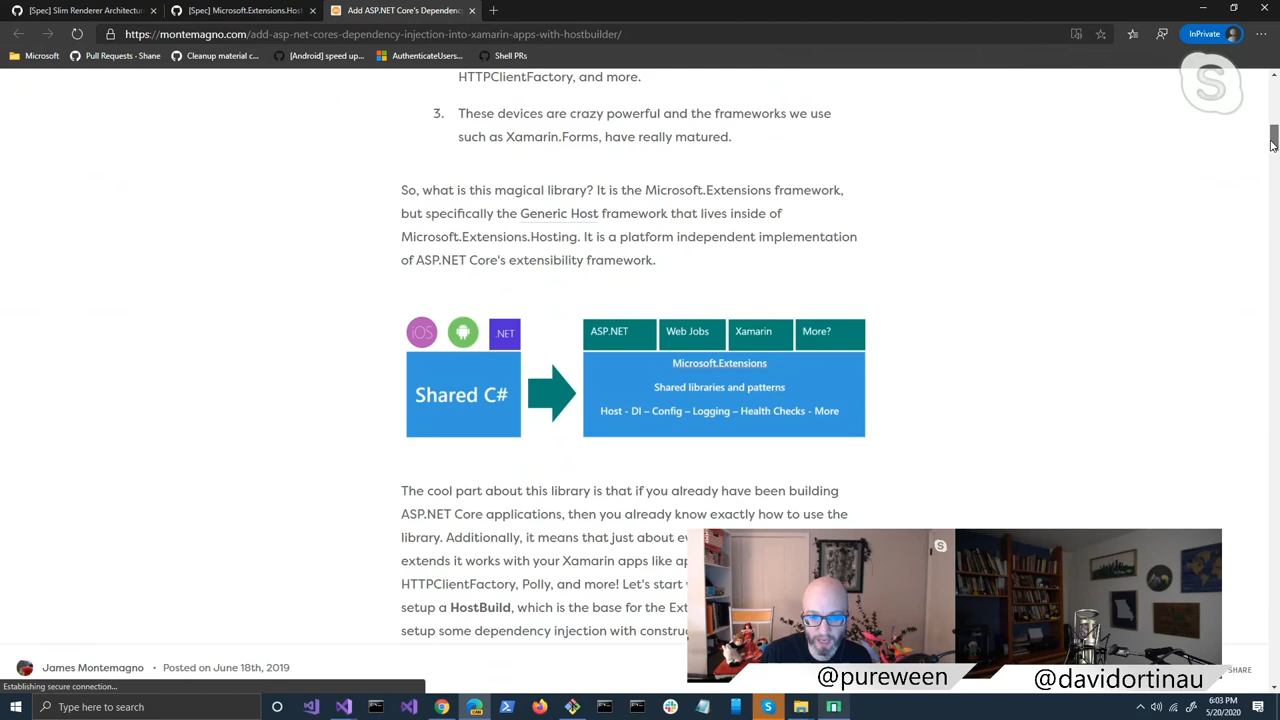 [Spec] Slim Renderer Architectur
[Spec] Microsoft.Extensions.Host
Add ASP.NET Core's Dependency
https://montemagno.com/add-asp-net-cores-dependency-injection-into-xamarin-apps-with-hostbuilder/
InPrivate
Microsoft
Pull Requests · Shane
Cleanup material c...
[Android] speed up...
AuthenticateUsers...
Shell PRs
HTTPClientFactory, and more.
3. These devices are crazy powerful and the frameworks we use
such as Xamarin.Forms, have really matured.
So, what is this magical library? It is the Microsoft.Extensions framework,
but specifically the Generic Host framework that lives inside of
Microsoft.Extensions.Hosting. It is a platform independent implementation
of ASP.NET Core's extensibility framework.
iOS
.NET
Shared C#
ASP.NET
Web Jobs
Xamarin
More?
Microsoft.Extensions
Shared libraries and patterns
Host - DI – Config – Logging – Health Checks - More
The cool part about this library is that if you already have been building
ASP.NET Core applications, then you already know exactly how to use the
library. Additionally, it means that just about
extends it works with your Xamarin apps like
HTTPClientFactory, Polly, and more! Let's start
setup a HostBuild, which is the base for the
setup some dependency injection with
James Montemagno • Posted on June 18th, 2019
SHARE
Establishing secure connection...
@pureween
@davidortinau
Type here to search
6:03 PM
5/20/2020